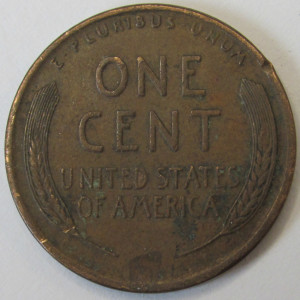 E PLURIBUS UNUM
ONE
CENT
UNITED STATES
OF AMERICA